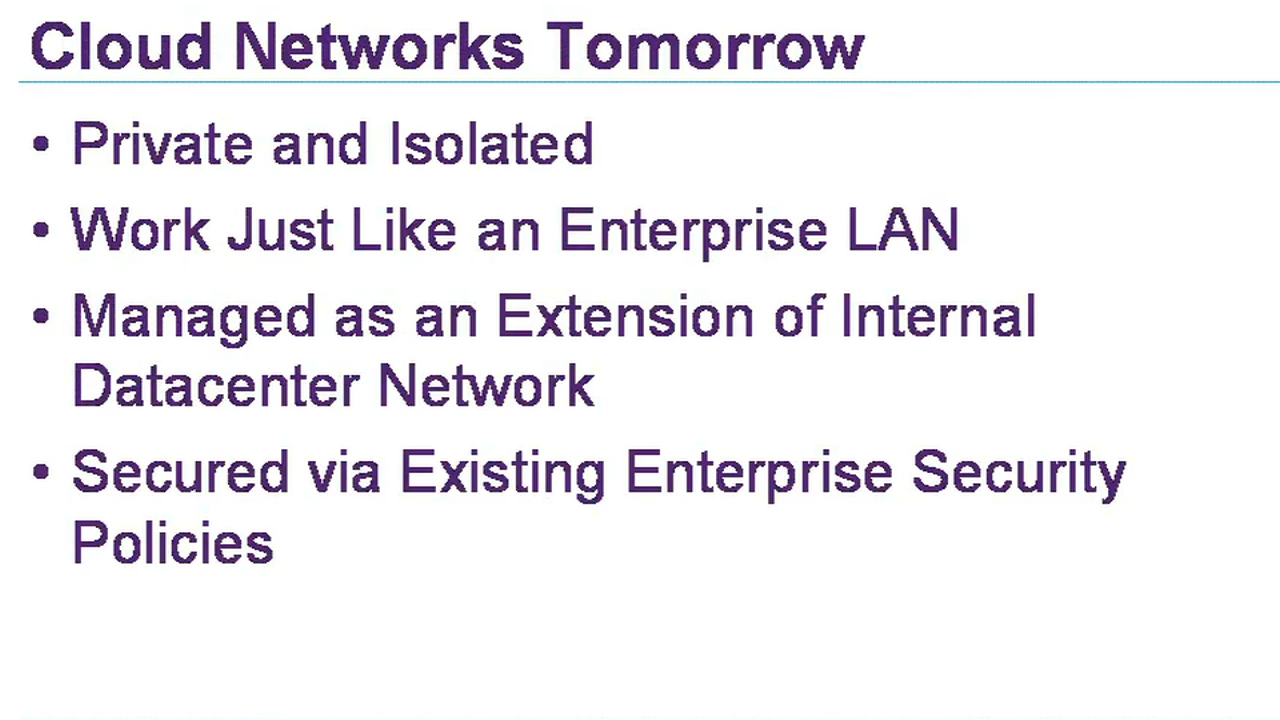 Cloud Networks Tomorrow
• Private and Isolated
• Work Just Like an Enterprise LAN
• Managed as an Extension of Internal
Datacenter Network
• Secured via Existing Enterprise Security
Policies